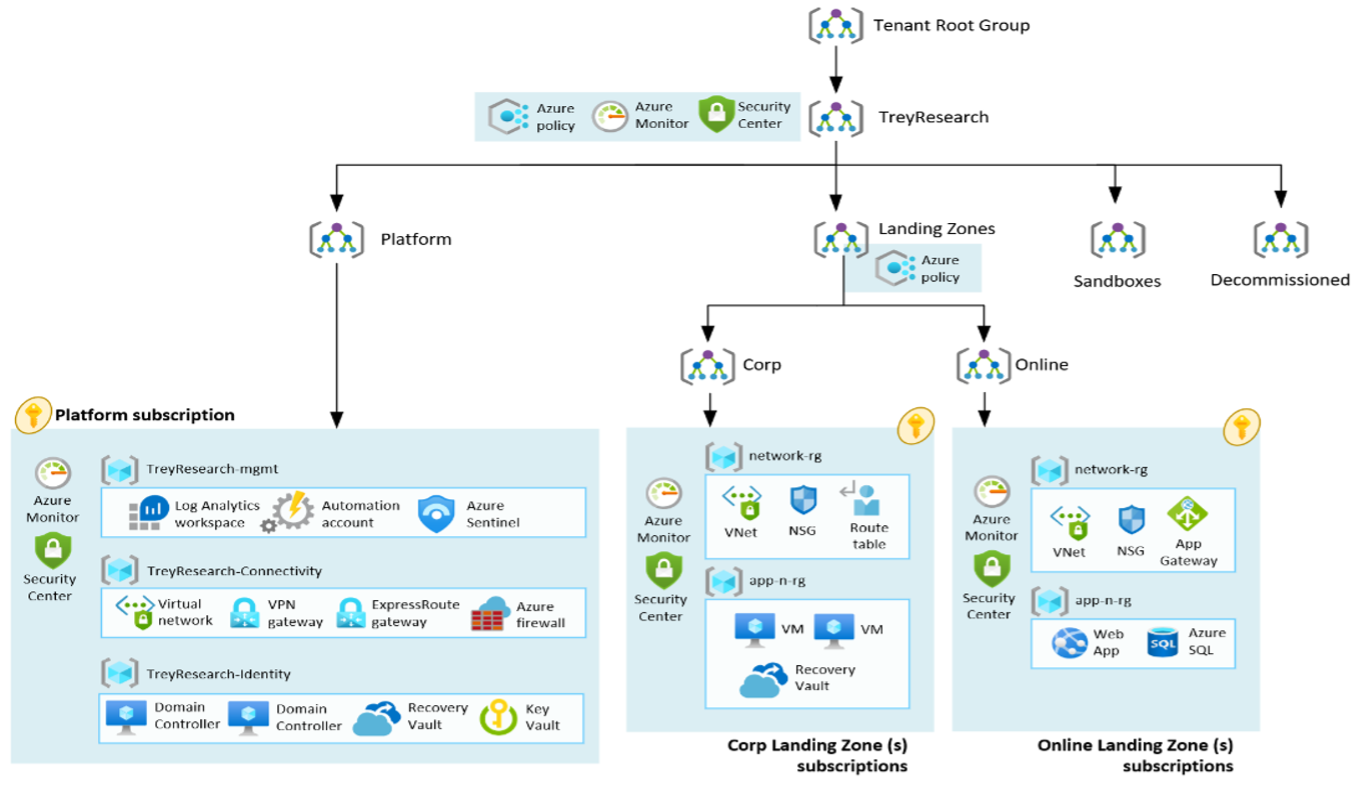 Tenant Root Group
Azure
policy
Azure
Monitor
Security
Center
TreyResearch
Platform
Landing Zones
Azure
policy
Sandboxes
Decommissioned
Corp
Online
Platform subscription
Azure
Monitor
Security
Center
TreyResearch-mgmt
Log Analytics
workspace
Automation
account
Azure
Sentinel
TreyResearch-Connectivity
Virtual
network
VPN
gateway
ExpressRoute
gateway
Azure
firewall
TreyResearch-Identity
Domain
Controller
Domain
Controller
Recovery
Vault
Key
Vault
Azure
Monitor
Security
Center
network-rg
VNet
NSG
Route
table
app-n-rg
VM
VM
Recovery
Vault
Corp Landing Zone (s)
subscriptions
Azure
Monitor
Security
Center
network-rg
VNet
NSG
App
Gateway
app-n-rg
Web
App
SQL
Azure
SQL
Online Landing Zone (s)
subscriptions